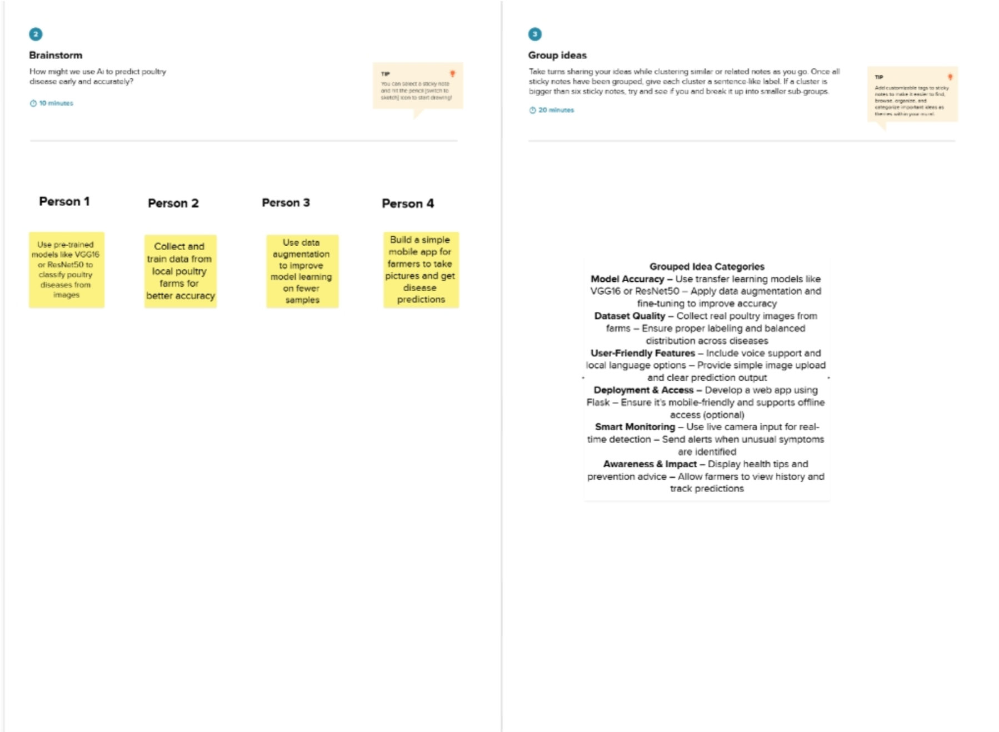 2
Brainstorm
How might we use Ai to predict poultry
disease early and accurately?
10 minutes
TIP
You can select a sticky note
and hit the pencil [switch to
sketch] icon to start drawing!
Person 1
Person 2
Person 3
Person 4
Use pre-trained
models like VGG16
or ResNet50 to
classify poultry
diseases from
images
Collect and
train data from
local poultry
farms for
better accuracy
Use data
augmentation
to improve
model learning
on fewer
samples
Build a simple
mobile app for
farmers to take
pictures and get
disease
predictions
3
Group ideas
Take turns sharing your ideas while clustering similar or related notes as you go. Once all
sticky notes have been grouped, give each cluster a sentence-like label. If a cluster is
bigger than six sticky notes, try and see if you and break it up into smaller sub-groups.
20 minutes
TIP
Add customizable tags to sticky
notes to make it easier to find,
browse, organize, and
categorize important ideas as
themes within your mural.
Grouped Idea Categories
Model Accuracy – Use transfer learning models like
VGG16 or ResNet50 – Apply data augmentation and
fine-tuning to improve accuracy
Dataset Quality – Collect real poultry images from
farms – Ensure proper labeling and balanced
distribution across diseases
User-Friendly Features – Include voice support and
local language options – Provide simple image upload
and clear prediction output
Deployment & Access – Develop a web app using
Flask – Ensure it's mobile-friendly and supports offline
access (optional)
Smart Monitoring – Use live camera input for real-
time detection – Send alerts when unusual symptoms
are identified
Awareness & Impact – Display health tips and
prevention advice – Allow farmers to view history and
track predictions